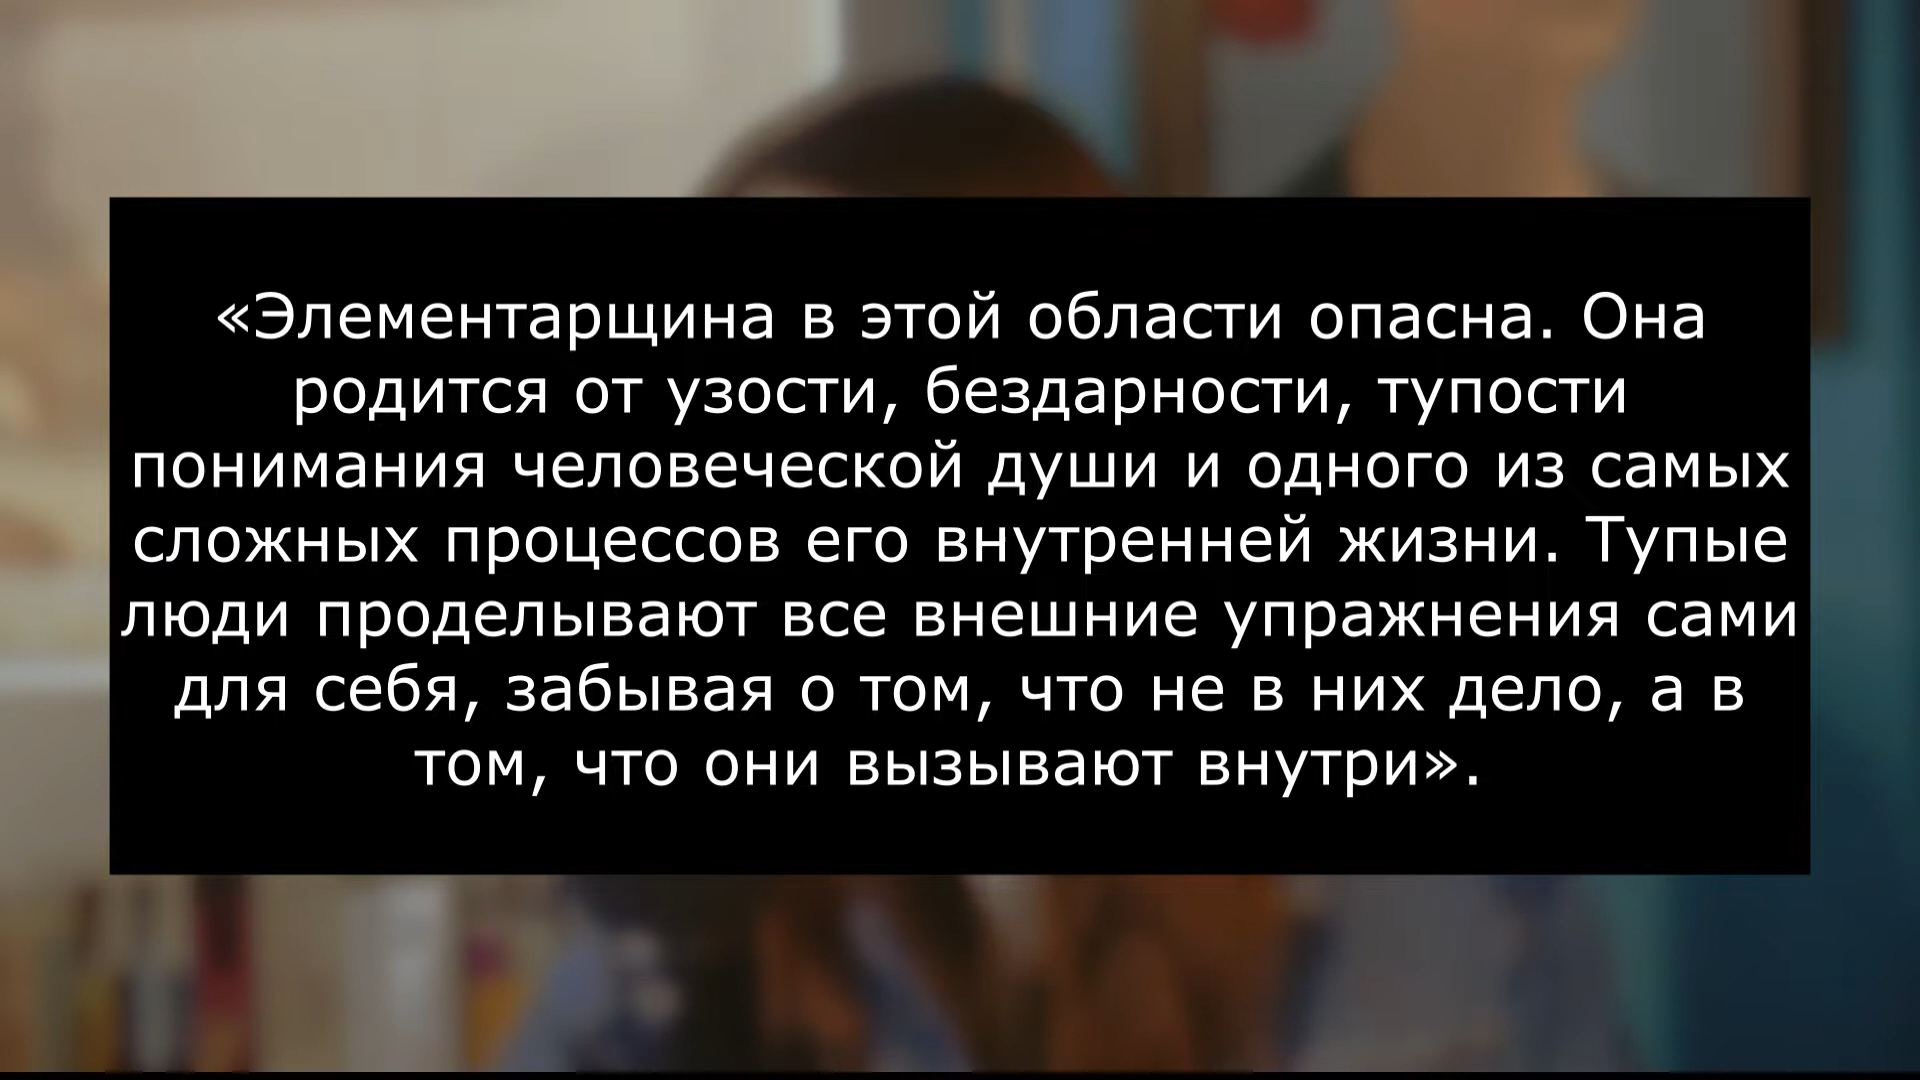 «Элементарщина в этой области опасна. Она
родится от узости, бездарности, тупости
понимания человеческой души и одного из самых
сложных процессов его внутренней жизни. Тупые
люди проделывают все внешние упражнения сами
для себя, забывая о том, что не в них дело, а в
том, что они вызывают внутри».